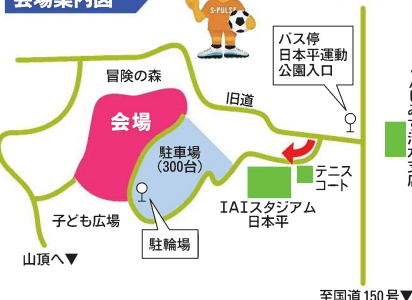 会場案内図
S-PULSE
バス停
日本平運動
公園入口
冒険の森
旧道
会場
駐車場
(300台)
テニス
コート
IAIスタジアム
日本平
子ども広場
駐輪場
山頂へ▼
至国道150号▼